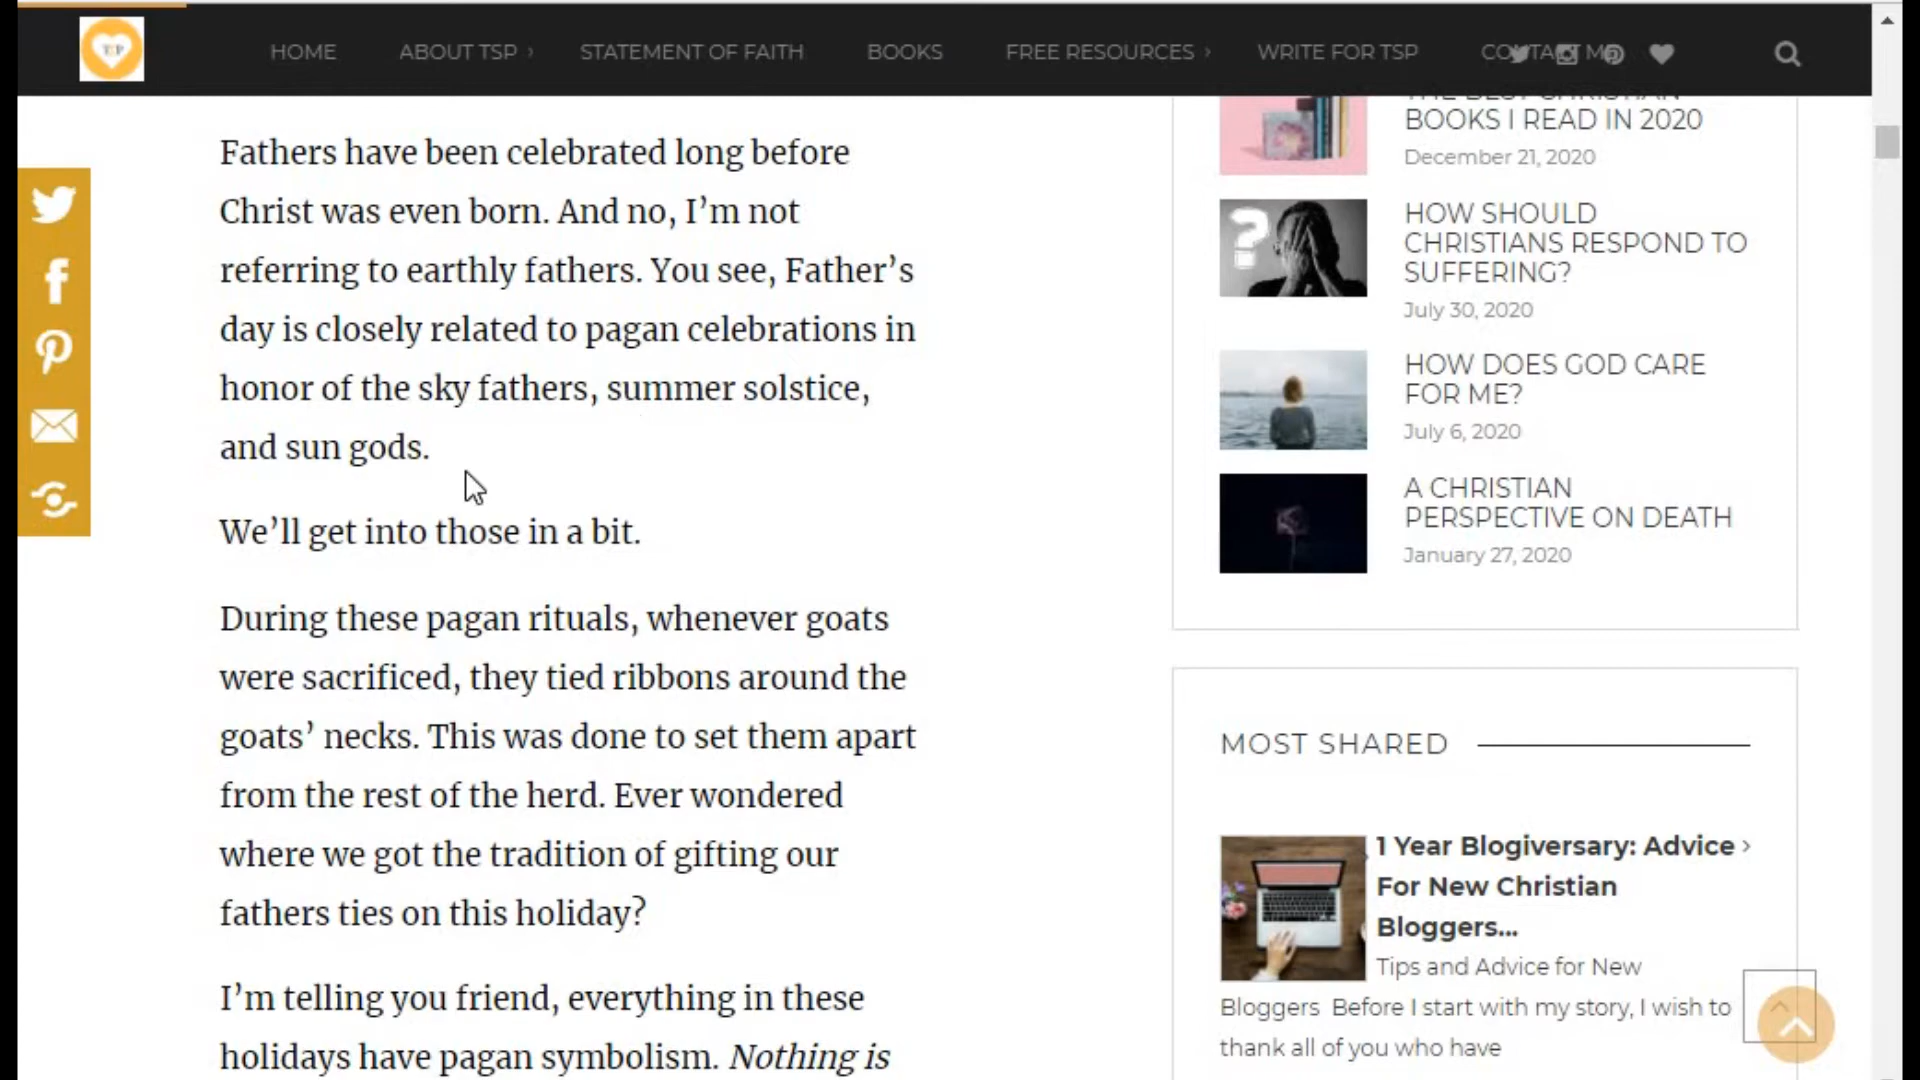 TSP
HOME
ABOUT TSP
STATEMENT OF FAITH
BOOKS
FREE RESOURCES
WRITE FOR TSP
CONTACT ME
Fathers have been celebrated long before
Christ was even born. And no, I’m not
referring to earthly fathers. You see, Father’s
day is closely related to pagan celebrations in
honor of the sky fathers, summer solstice,
and sun gods.
We’ll get into those in a bit.
During these pagan rituals, whenever goats
were sacrificed, they tied ribbons around the
goats’ necks. This was done to set them apart
from the rest of the herd. Ever wondered
where we got the tradition of gifting our
fathers ties on this holiday?
I’m telling you friend, everything in these
holidays have pagan symbolism. Nothing is
THE BEST CHRISTIAN
BOOKS I READ IN 2020
December 21, 2020
HOW SHOULD
CHRISTIANS RESPOND TO
SUFFERING?
July 30, 2020
HOW DOES GOD CARE
FOR ME?
July 6, 2020
A CHRISTIAN
PERSPECTIVE ON DEATH
January 27, 2020
MOST SHARED
1 Year Blogiversary: Advice
For New Christian
Bloggers...
Tips and Advice for New
Bloggers Before I start with my story, I wish to
thank all of you who have